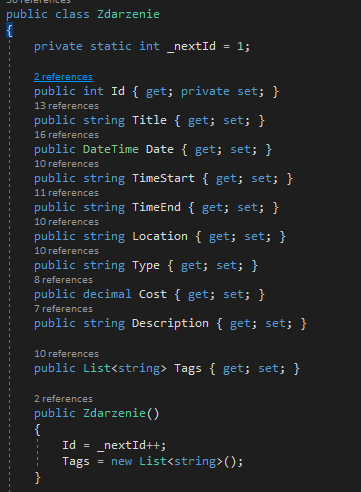 public class Zdarzenie
{
private static int _nextId = 1;
2 references
public int Id { get; private set; }
13 references
public string Title { get; set; }
16 references
public DateTime Date { get; set; }
10 references
public string TimeStart { get; set; }
11 references
public string TimeEnd { get; set; }
10 references
public string Location { get; set; }
10 references
public string Type { get; set; }
8 references
public decimal Cost { get; set; }
7 references
public string Description { get; set; }
10 references
public List<string> Tags { get; set; }
2 references
public Zdarzenie()
{
Id = _nextId++;
Tags = new List<string>();
}